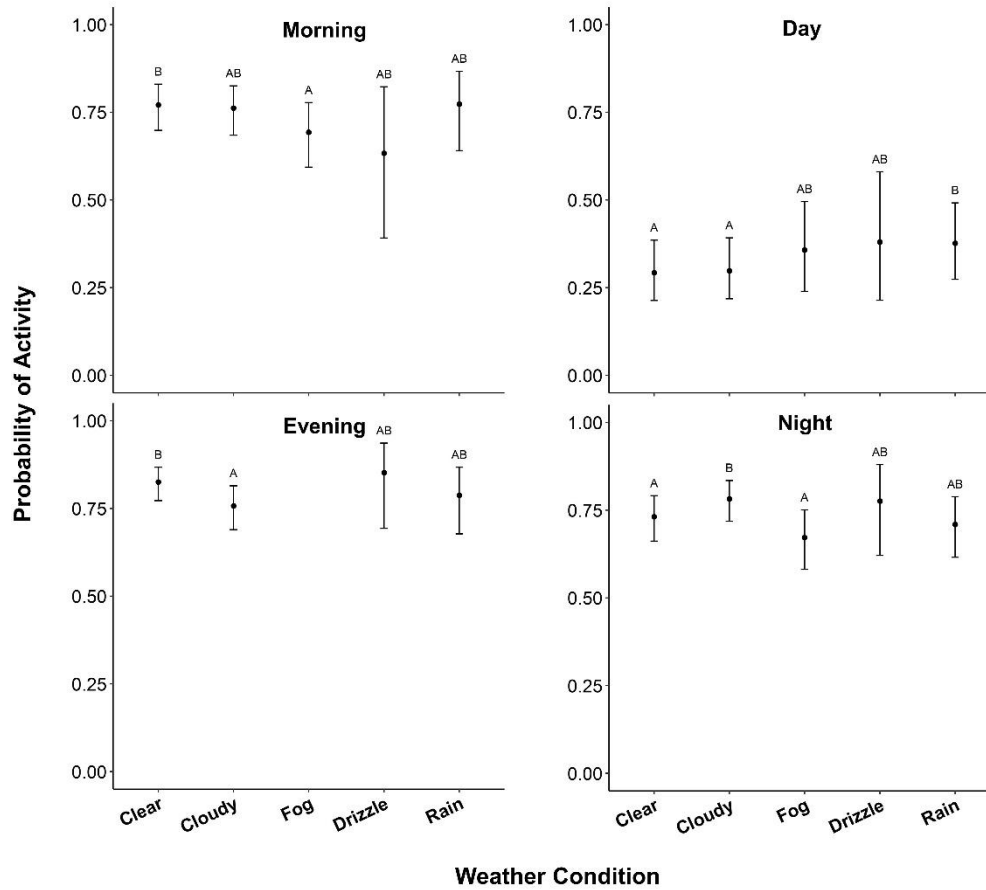 Probability of Activity
Morning
1.00
0.75
0.50
0.25
0.00
B AB A AB AB
Day
1.00
0.75
0.50
0.25
0.00
A A AB AB B
Evening
1.00
0.75
0.50
0.25
0.00
B A AB AB
Clear Cloudy Fog Drizzle Rain
Night
1.00
0.75
0.50
0.25
0.00
A B A AB AB
Clear Cloudy Fog Drizzle Rain
Weather Condition